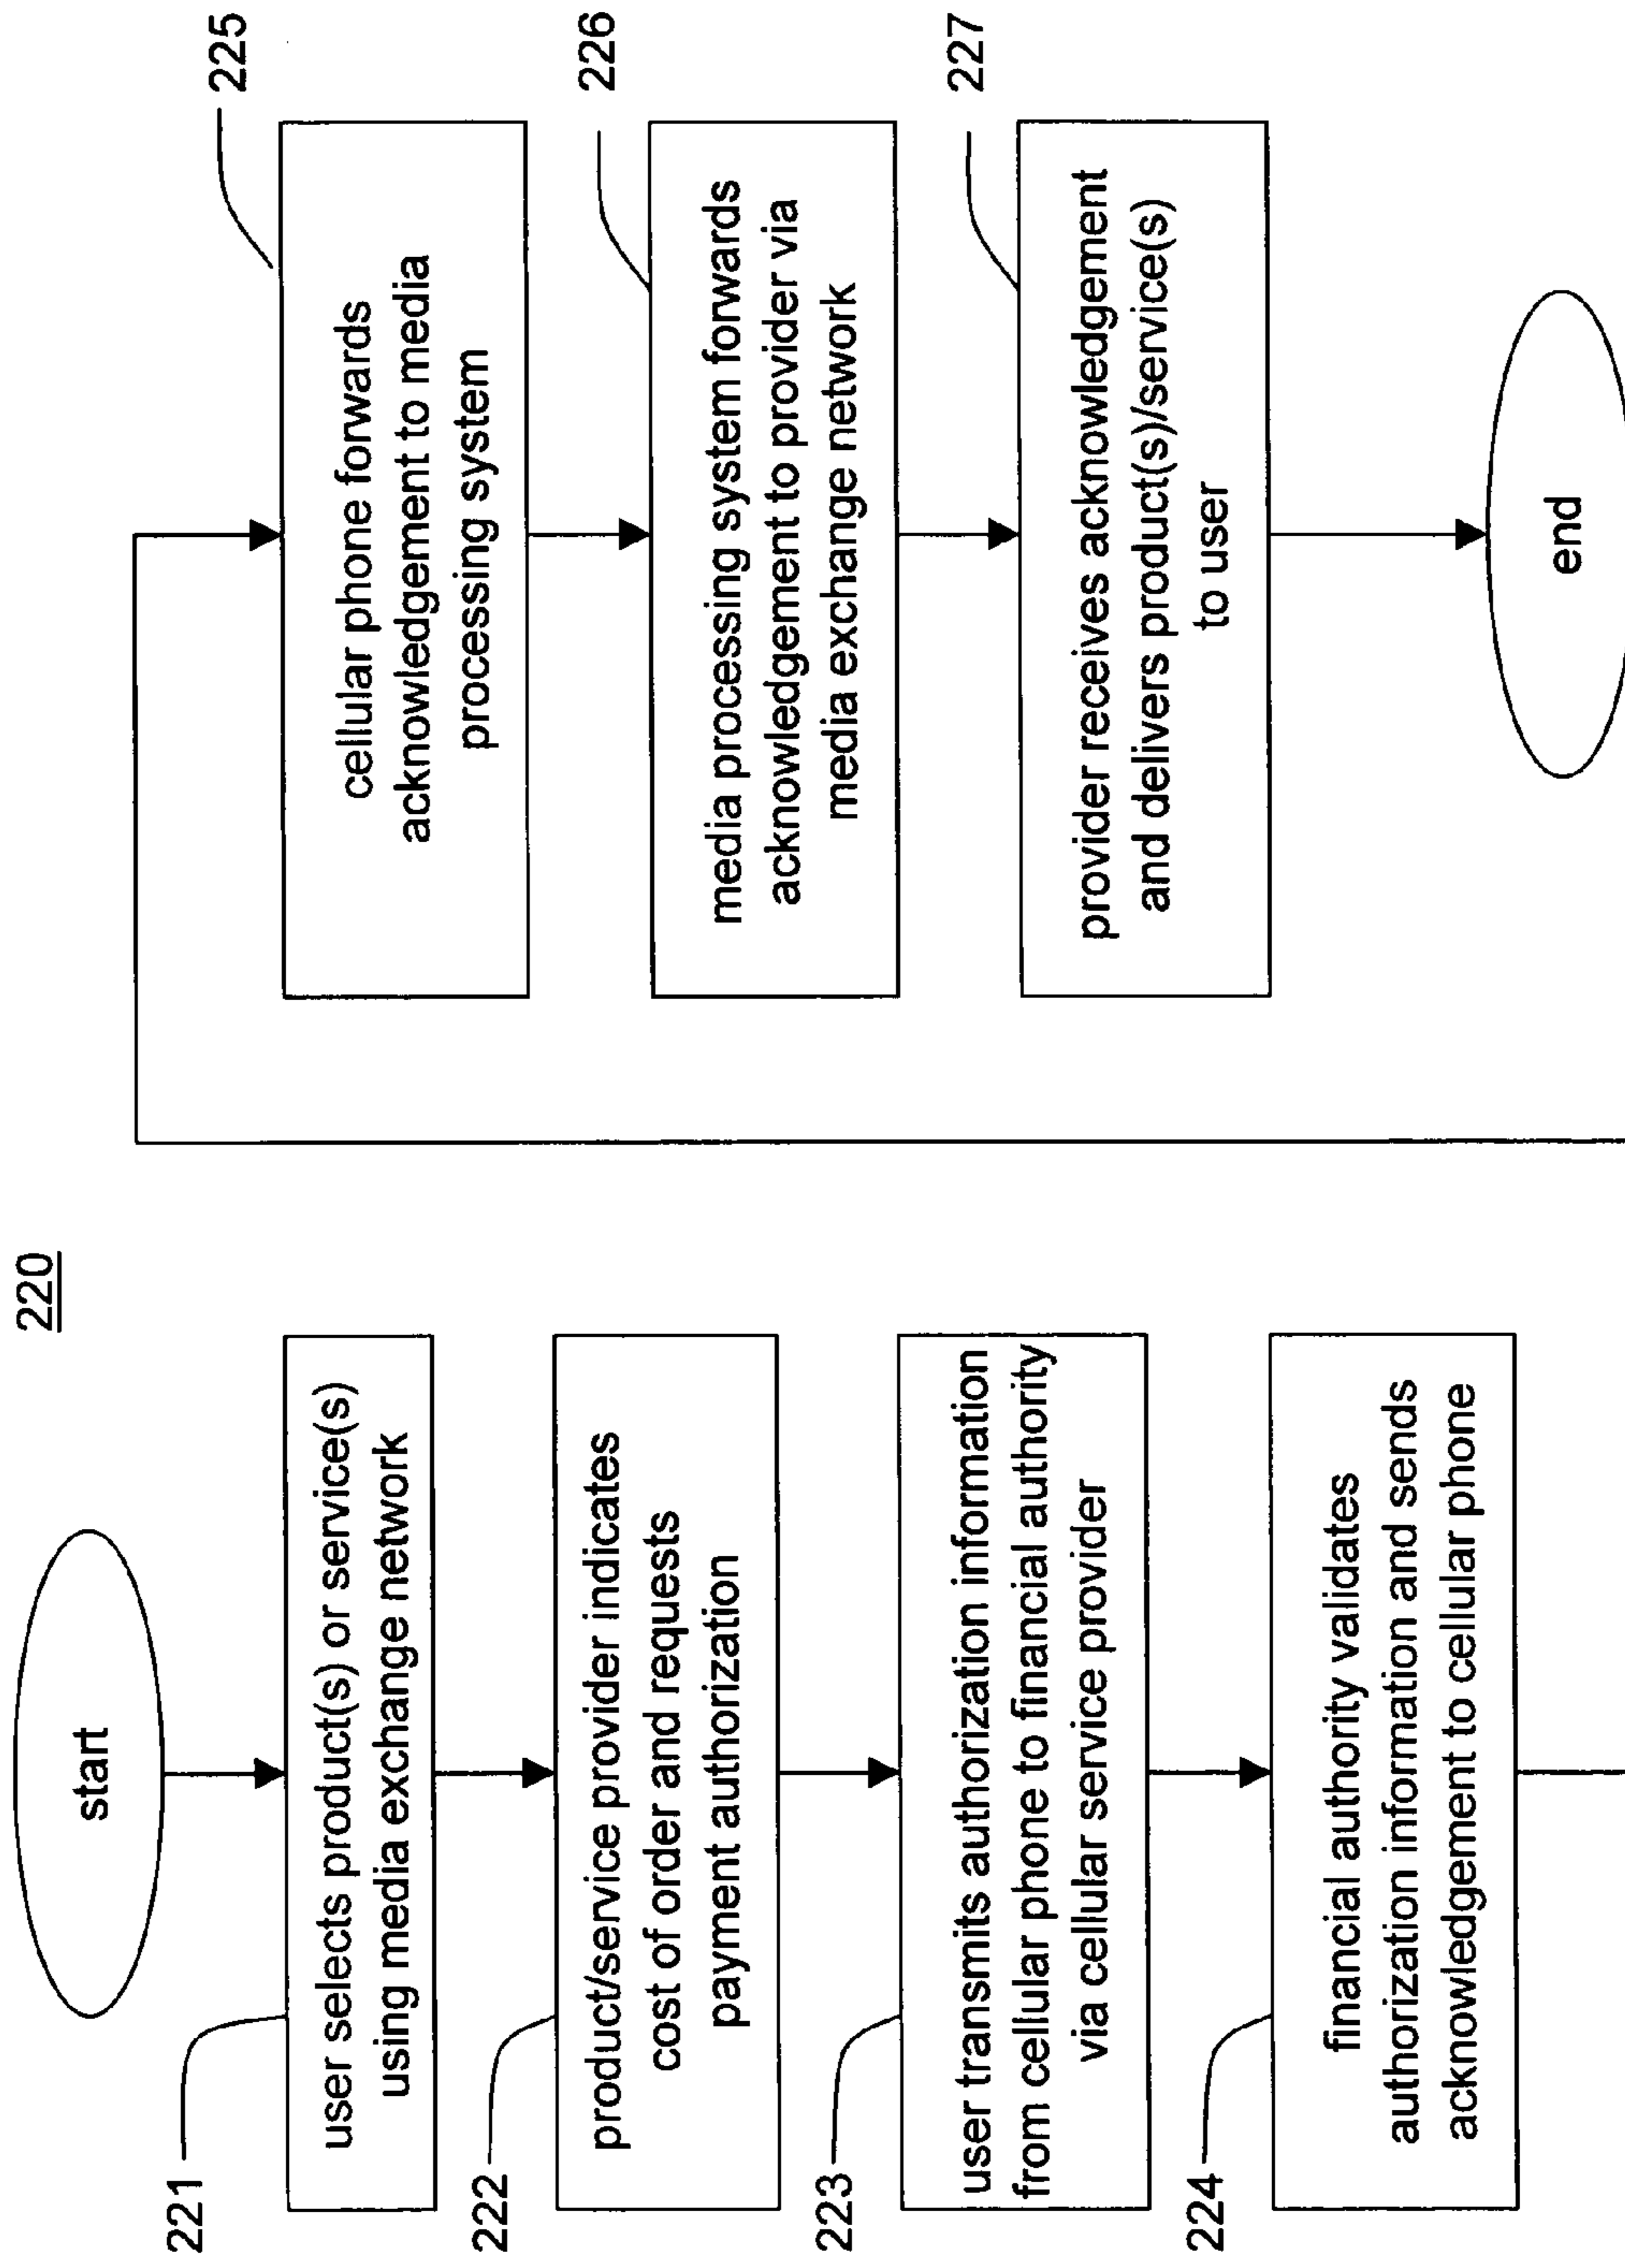 220
start
221
user selects product(s) or service(s)
using media exchange network
222
product/service provider indicates
cost of order and requests
payment authorization
223
user transmits authorization information
from cellular phone to financial authority
via cellular service provider
224
financial authority validates
authorization information and sends
acknowledgement to cellular phone
225
cellular phone forwards
acknowledgement to media
processing system
226
media processing system forwards
acknowledgement to provider via
media exchange network
227
provider receives acknowledgement
and delivers product(s)/service(s)
to user
end